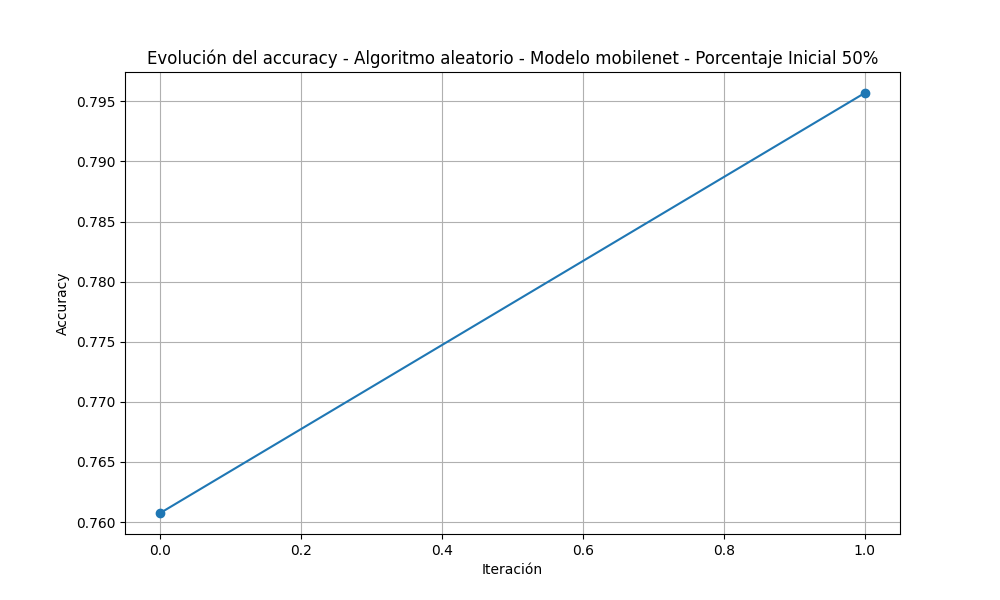 Evolución del accuracy - Algoritmo aleatorio - Modelo mobilenet - Porcentaje Inicial 50%
Accuracy
0.795
0.790
0.785
0.780
0.775
0.770
0.765
0.760
0.0 0.2 0.4 0.6 0.8 1.0
Iteración